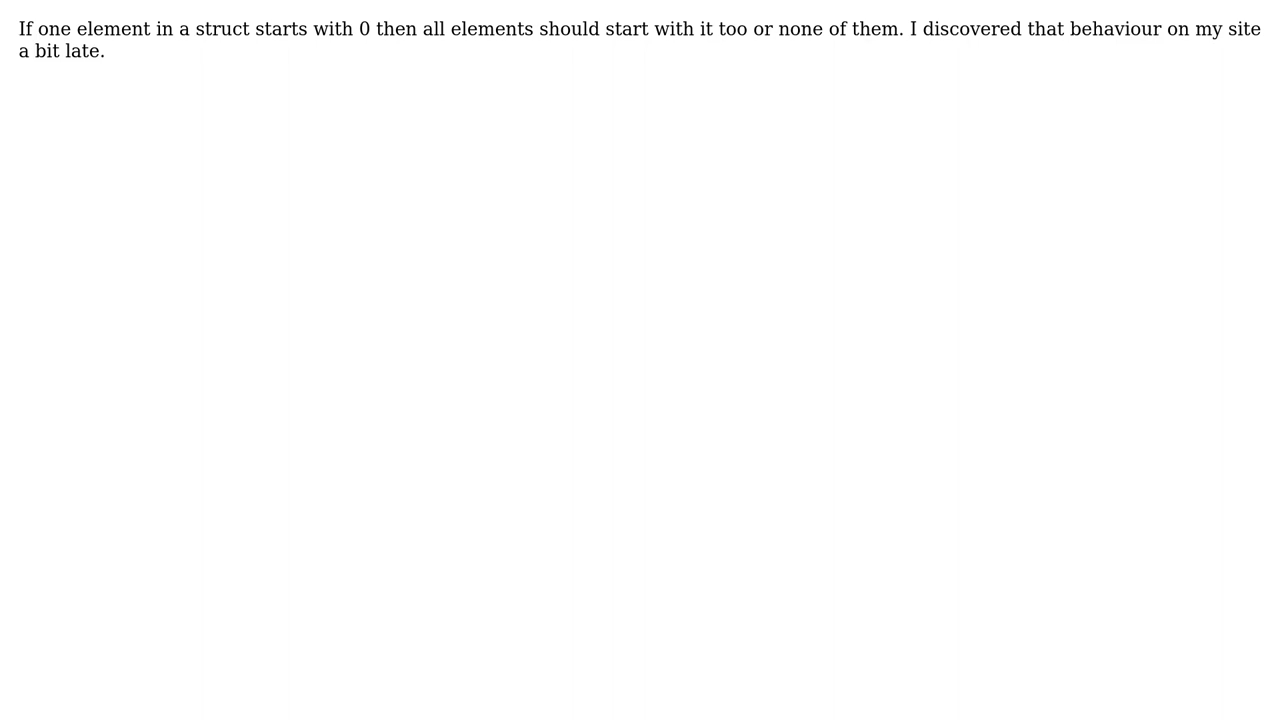 If one element in a struct starts with 0 then all elements should start with it too or none of them. I discovered that behaviour on my site
a bit late.